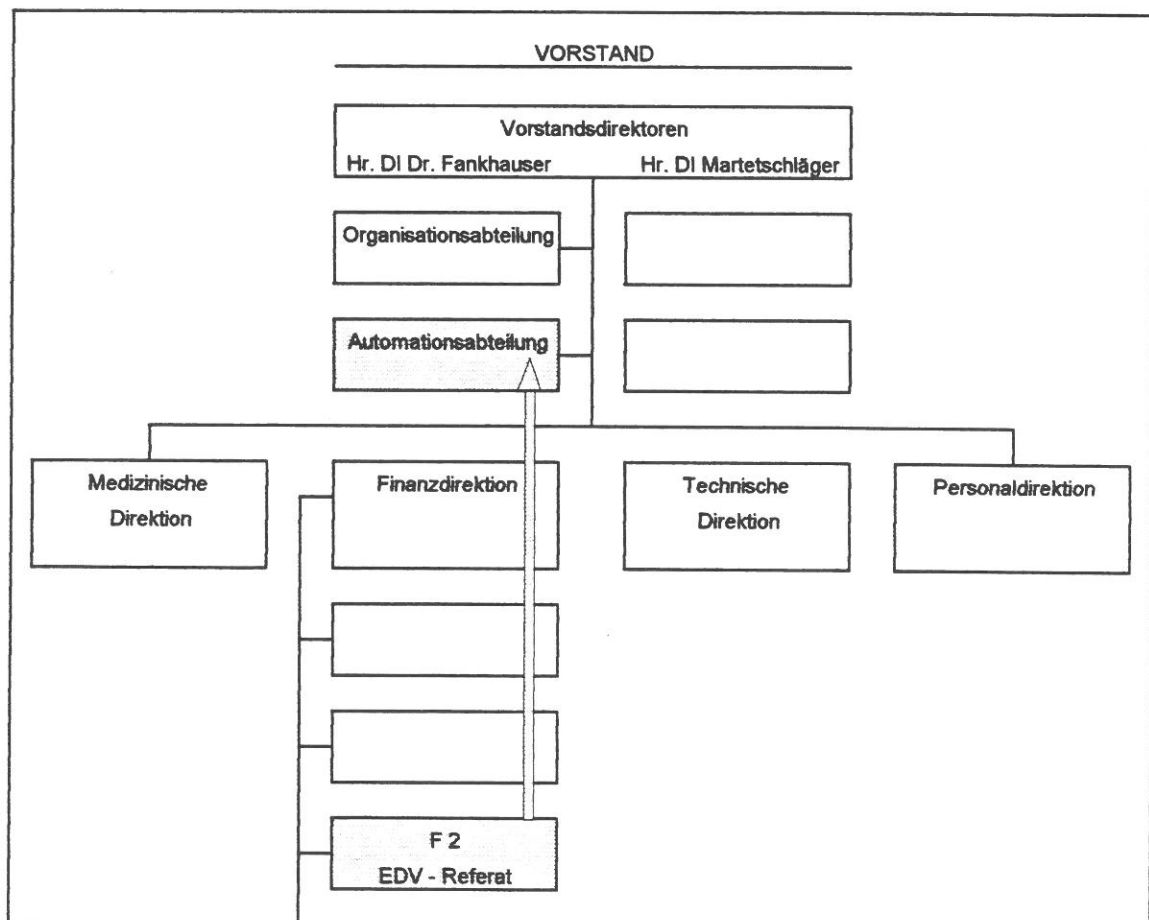 VORSTAND
Vorstandsdirektoren
Hr. DI Dr. Fankhauser Hr. DI Martetschläger
Organisationsabteilung
Automationsabteilung
Medizinische
Direktion
Finanzdirektion
Technische
Direktion
Personaldirektion
F 2
EDV - Referat